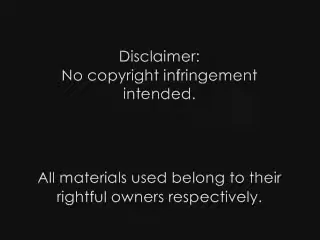 Disclaimer:
No copyright infringement
intended.
All materials used belong to their
rightful owners respectively.